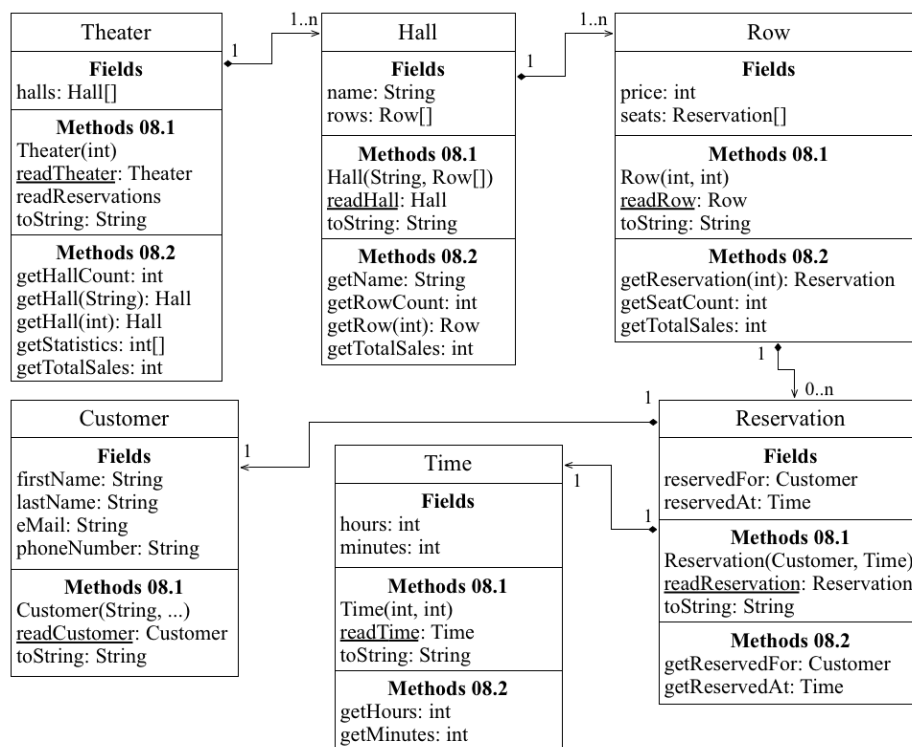 Theater
Fields
halls: Hall[]
Methods 08.1
Theater(int)
readTheater: Theater
readReservations
toString: String
Methods 08.2
getHallCount: int
getHall(String): Hall
getHall(int): Hall
getStatistics: int[]
getTotalSales: int
1
1..n
Hall
Fields
name: String
rows: Row[]
Methods 08.1
Hall(String, Row[])
readHall: Hall
toString: String
Methods 08.2
getName: String
getRowCount: int
getRow(int): Row
getTotalSales: int
1
1..n
Row
Fields
price: int
seats: Reservation[]
Methods 08.1
Row(int, int)
readRow: Row
toString: String
Methods 08.2
getReservation(int): Reservation
getSeatCount: int
getTotalSales: int
1
0..n
Customer
Fields
firstName: String
lastName: String
eMail: String
phoneNumber: String
Methods 08.1
Customer(String, ...)
readCustomer: Customer
toString: String
1
1
Time
Fields
hours: int
minutes: int
Methods 08.1
Time(int, int)
readTime: Time
toString: String
Methods 08.2
getHours: int
getMinutes: int
1
1
Reservation
Fields
reservedFor: Customer
reservedAt: Time
Methods 08.1
Reservation(Customer, Time)
readReservation: Reservation
toString: String
Methods 08.2
getReservedFor: Customer
getReservedAt: Time